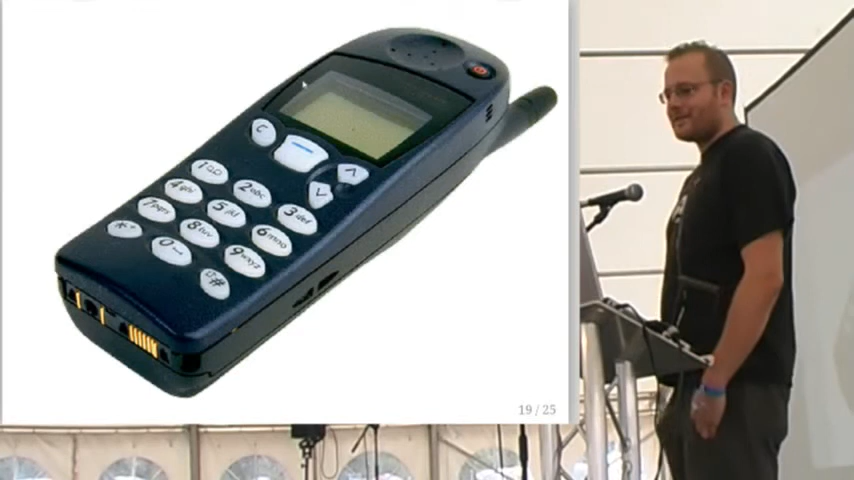 C
1
2abc
3def
4ghi
5jkl
6mno
7pqrs
8tuv
9wxyz
*+
0
#
19 / 25